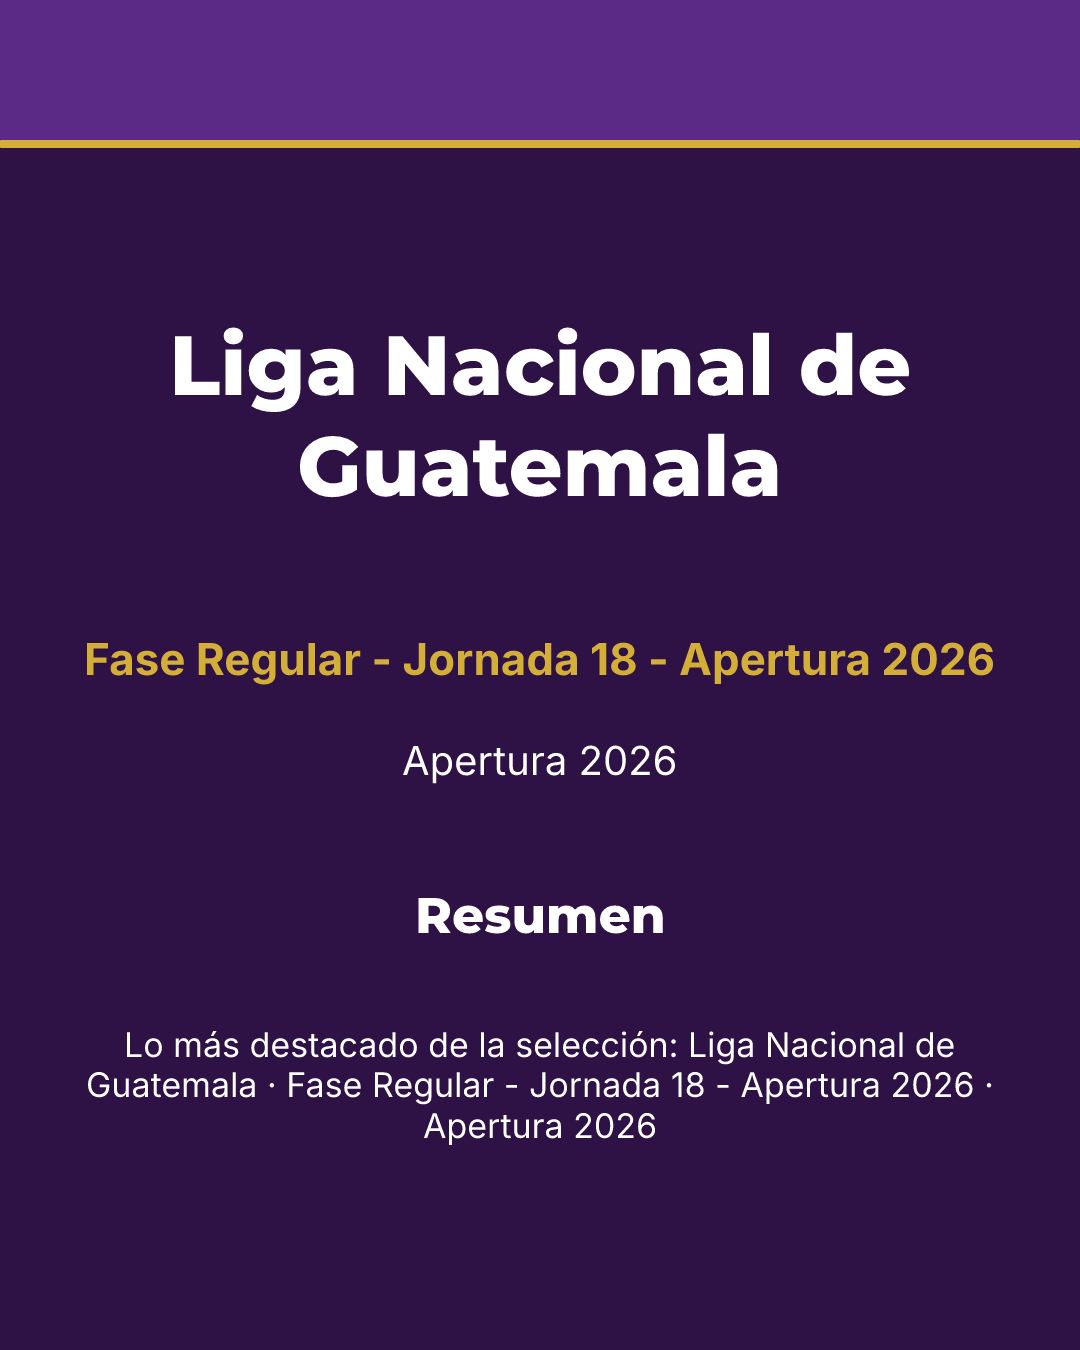 Liga Nacional de
Guatemala
Fase Regular - Jornada 18 - Apertura 2026
Apertura 2026
Resumen
Lo más destacado de la selección: Liga Nacional de
Guatemala · Fase Regular - Jornada 18 - Apertura 2026 ·
Apertura 2026